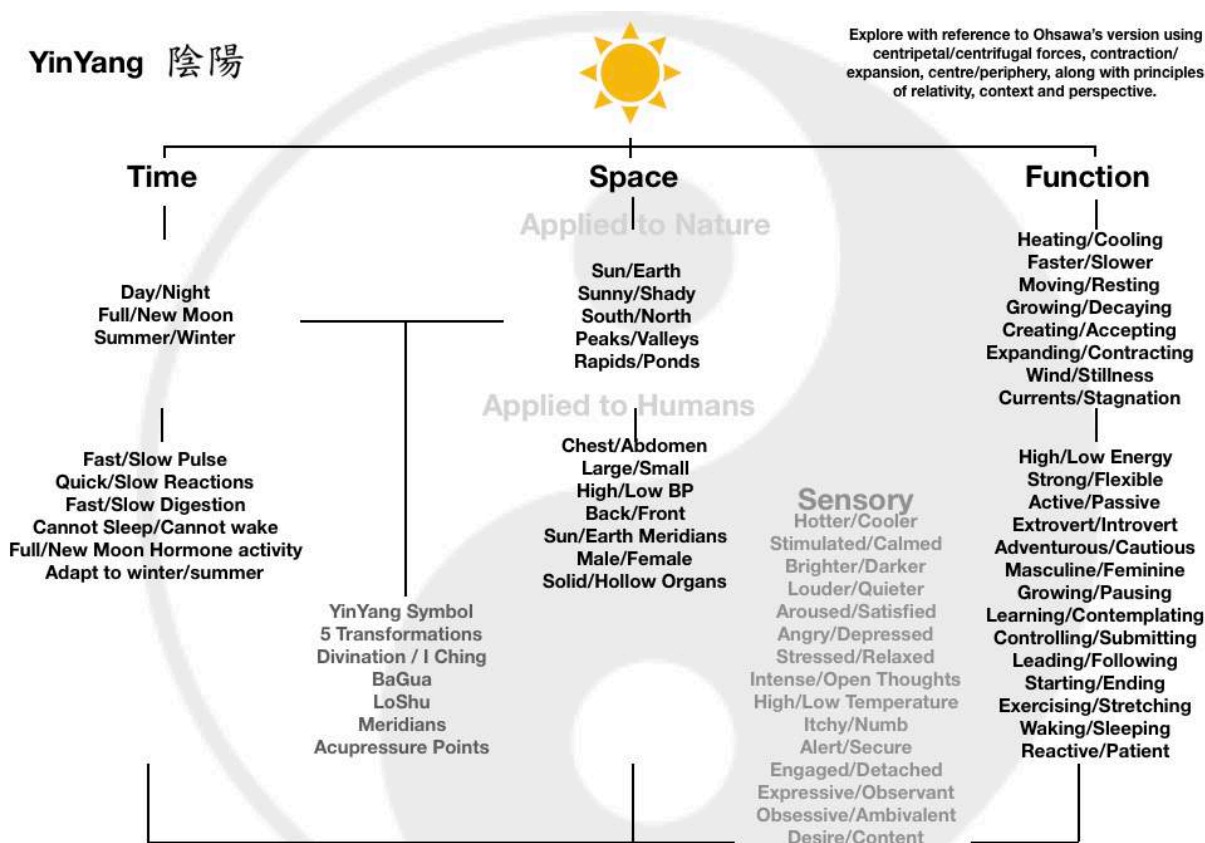 YinYang 陰陽
Explore with reference to Ohsawa's version using
centripetal/centrifugal forces, contraction/
expansion, centre/periphery, along with principles
of relativity, context and perspective.
Time
Space
Function
Applied to Nature
Day/Night
Full/New Moon
Summer/Winter
Sun/Earth
Sunny/Shady
South/North
Peaks/Valleys
Rapids/Ponds
Heating/Cooling
Faster/Slower
Moving/Resting
Growing/Decaying
Creating/Accepting
Expanding/Contracting
Wind/Stillness
Currents/Stagnation
Applied to Humans
Fast/Slow Pulse
Quick/Slow Reactions
Fast/Slow Digestion
Cannot Sleep/Cannot wake
Full/New Moon Hormone activity
Adapt to winter/summer
YinYang Symbol
5 Transformations
Divination / I Ching
BaGua
LoShu
Meridians
Acupressure Points
Chest/Abdomen
Large/Small
High/Low BP
Back/Front
Sun/Earth Meridians
Male/Female
Solid/Hollow Organs
Sensory
Hotter/Cooler
Stimulated/Calmed
Brighter/Darker
Louder/Quieter
Aroused/Satisfied
Angry/Depressed
Stressed/Relaxed
Intense/Open Thoughts
High/Low Temperature
Itchy/Numb
Alert/Secure
Engaged/Detached
Expressive/Observant
Obsessive/Ambivalent
Desire/Content
High/Low Energy
Strong/Flexible
Active/Passive
Extrovert/Introvert
Adventurous/Cautious
Masculine/Feminine
Growing/Pausing
Learning/Contemplating
Controlling/Submitting
Leading/Following
Starting/Ending
Exercising/Stretching
Waking/Sleeping
Reactive/Patient